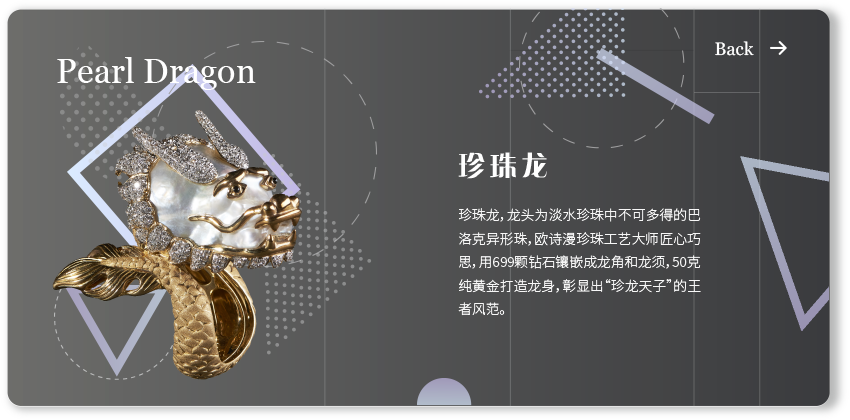 Pearl Dragon
Back
珍珠龙
珍珠龙，龙头为淡水珍珠中不可多得的巴
洛克异形珠，欧诗漫珍珠工艺大师匠心巧
思，用699颗钻石镶嵌成龙角和龙须，50克
纯黄金打造龙身，彰显出“珍龙天子”的王
者风范。